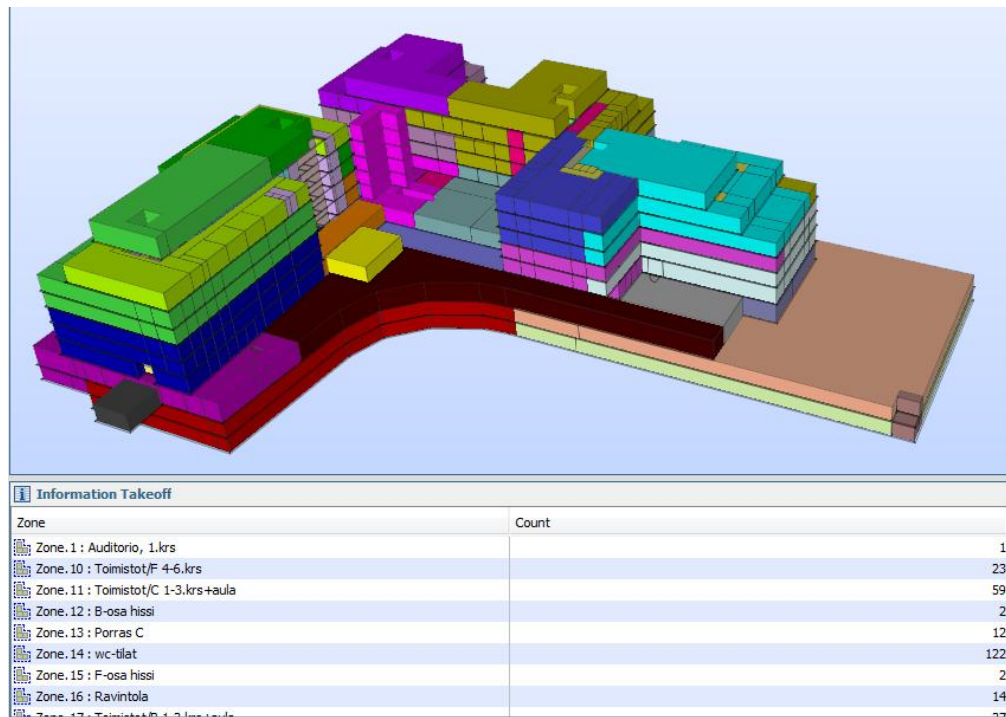 Information Takeoff
Zone Count
Zone.1 : Auditorio, 1.krs 1
Zone.10 : Toimistot/F 4-6.krs 23
Zone.11 : Toimistot/C 1-3.krs+aula 59
Zone.12 : B-osa hissi 2
Zone.13 : Porras C 12
Zone.14 : wc-tilat 122
Zone.15 : F-osa hissi 2
Zone.16 : Ravintola 14